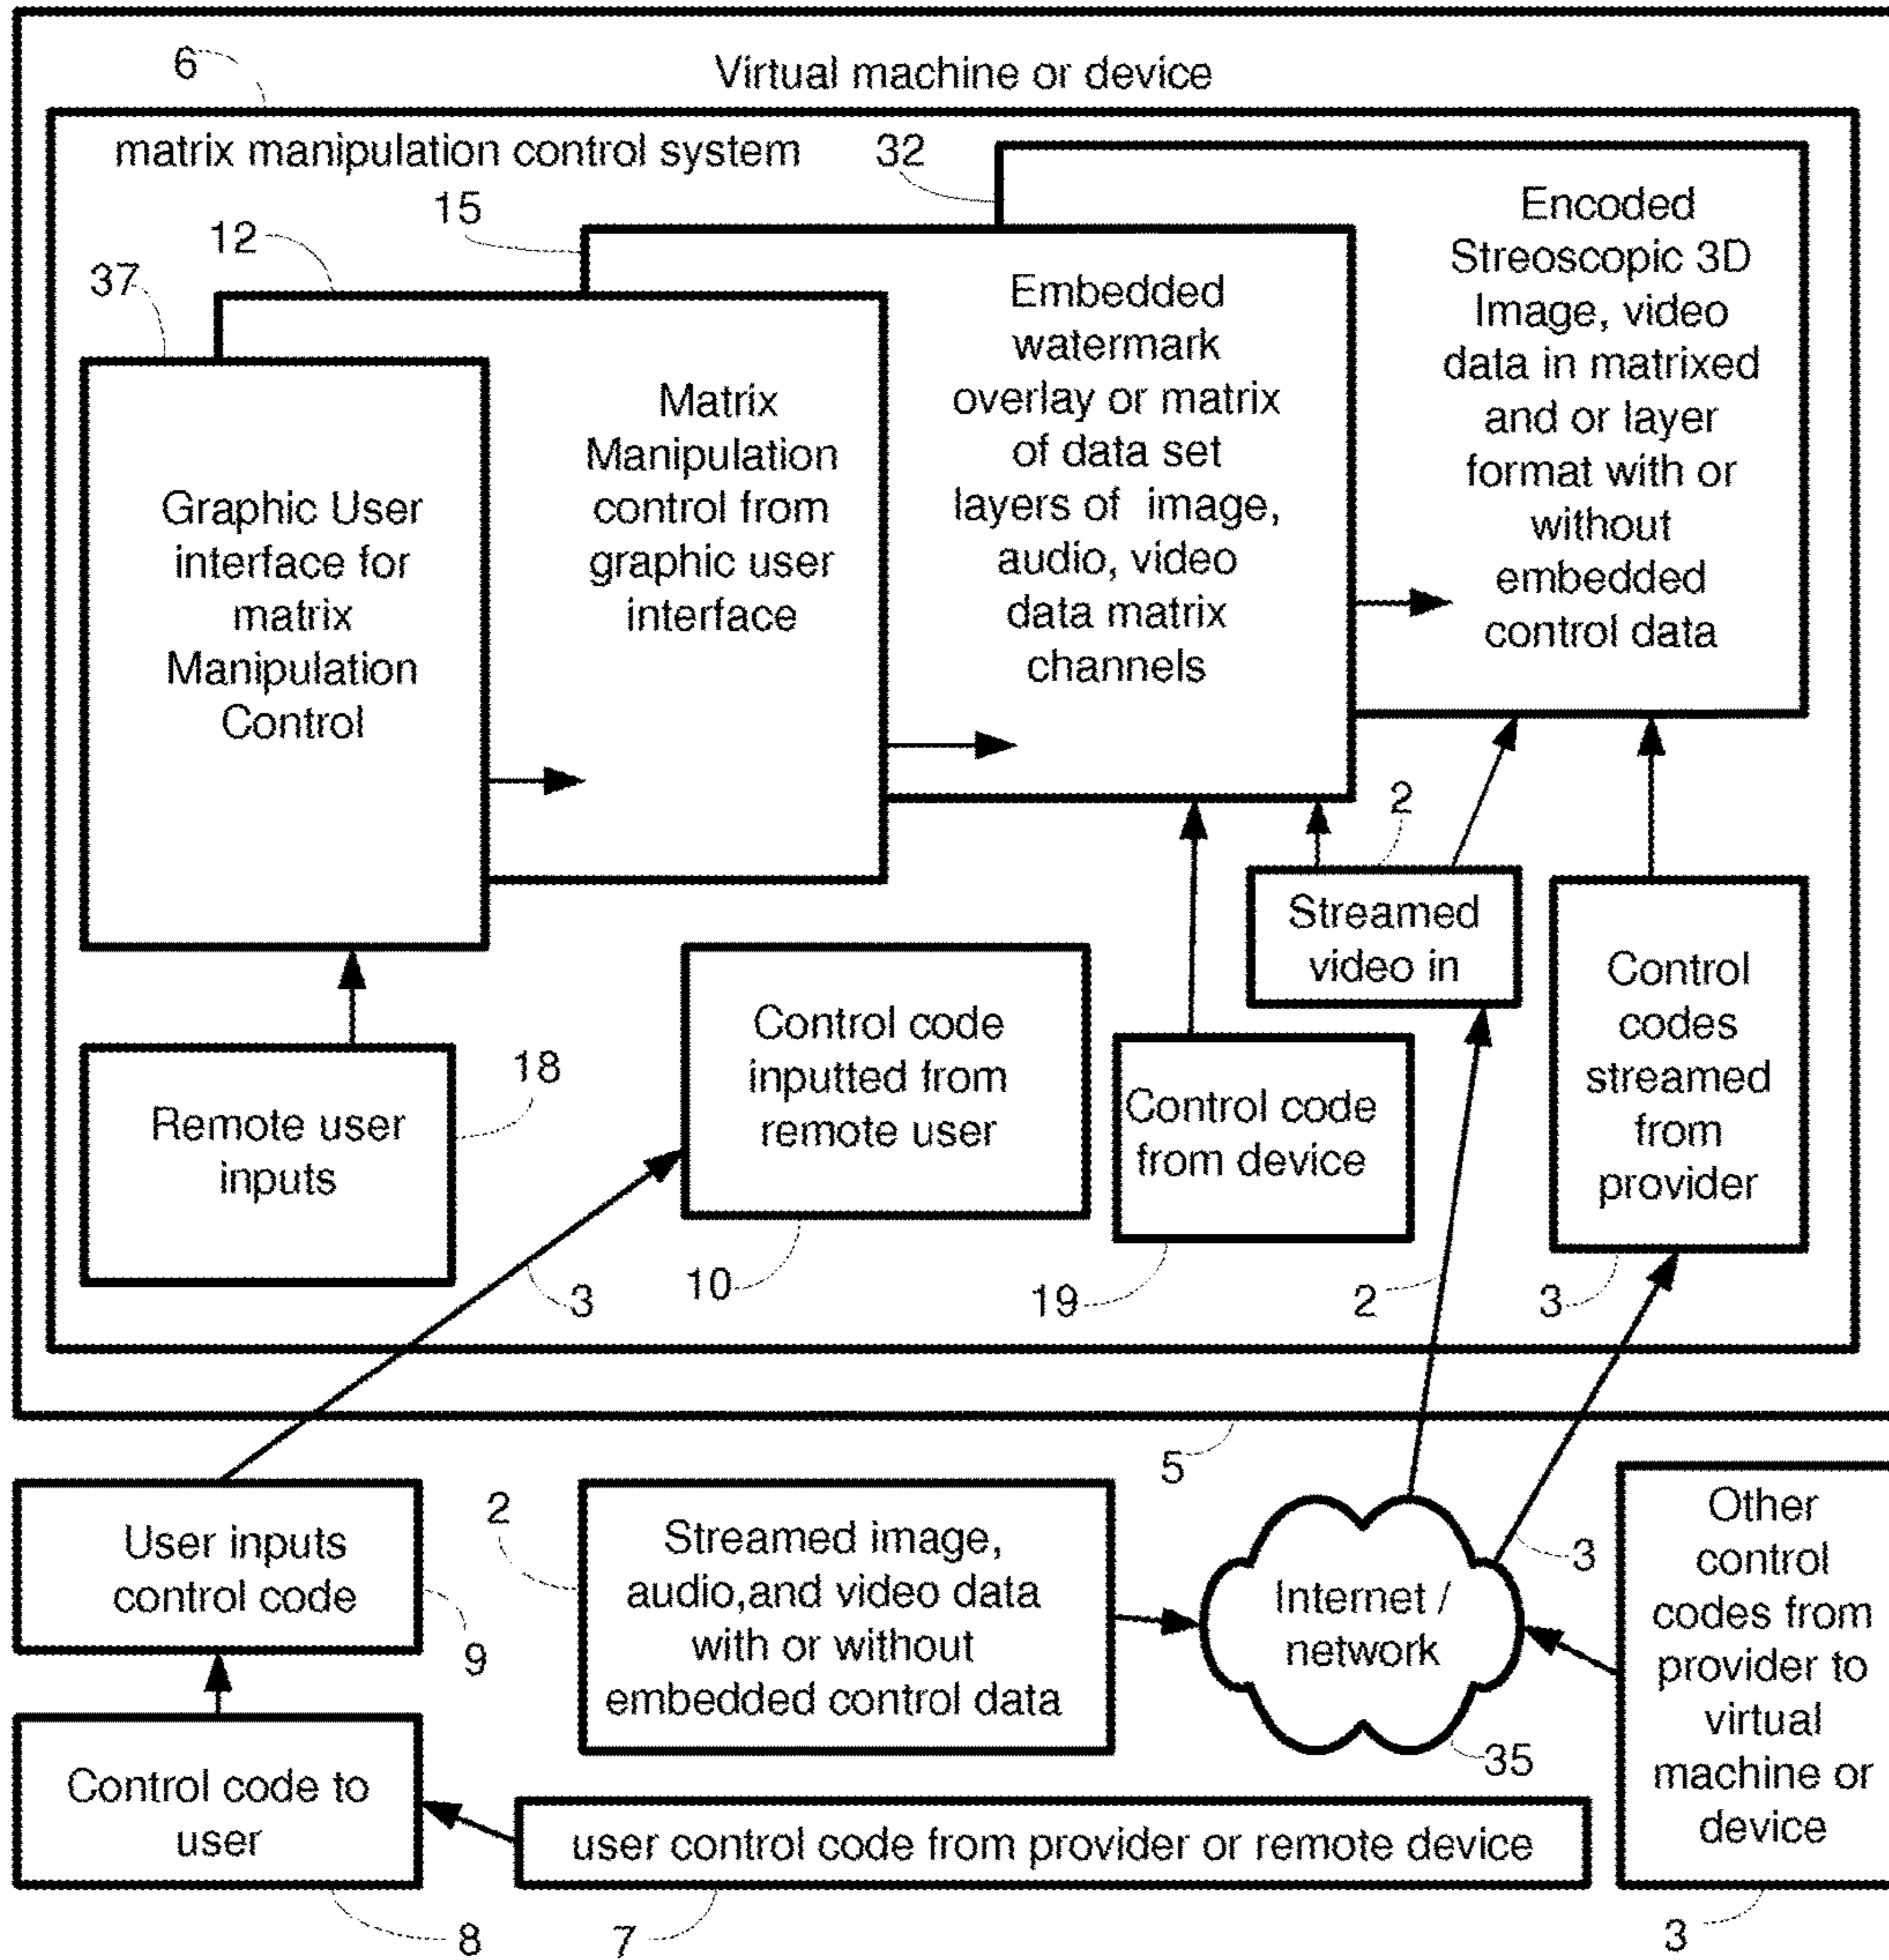 6
Virtual machine or device
matrix manipulation control system
32
15
12
37
Graphic User
interface for
matrix
Manipulation
Control
Matrix
Manipulation
control from
graphic user
interface
Embedded
watermark
overlay or matrix
of data set
layers of image,
audio, video
data matrix
channels
Encoded
Streoscopic 3D
Image, video
data in matrixed
and or layer
format with or
without
embedded
control data
2
Streamed
video in
Remote user
inputs
18
Control code
inputted from
remote user
Control code
from device
Control
codes
streamed
from
provider
3
10
19
2
3
5
User inputs
control code
9
2
Streamed image,
audio,and video data
with or without
embedded control data
Internet /
network
35
3
Other
control
codes from
provider to
virtual
machine or
device
Control code to
user
user control code from provider or remote device
8
7
3